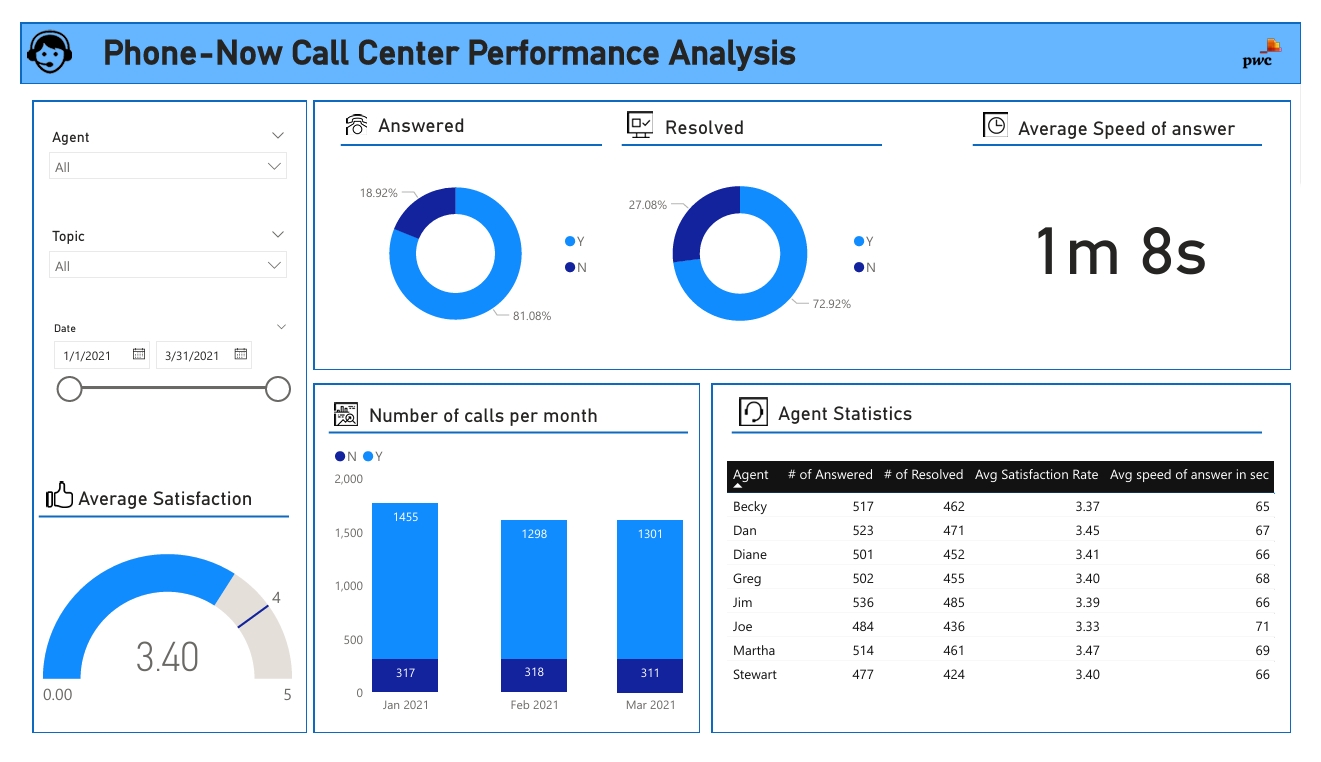 Phone-Now Call Center Performance Analysis
pwc
Agent
All
Topic
All
Date
1/1/2021 3/31/2021
Average Satisfaction
4
3.40
0.00 5
Answered
18.92%
Y
N
81.08%
Resolved
27.08%
Y
N
72.92%
Average Speed of answer
1m 8s
Number of calls per month
N Y
2,000
1,500
1,000
500
0
1455 1298 1301
317 318 311
Jan 2021 Feb 2021 Mar 2021
Agent Statistics
Agent # of Answered # of Resolved Avg Satisfaction Rate Avg speed of answer in sec
Becky 517 462 3.37 65
Dan 523 471 3.45 67
Diane 501 452 3.41 66
Greg 502 455 3.40 68
Jim 536 485 3.39 66
Joe 484 436 3.33 71
Martha 514 461 3.47 69
Stewart 477 424 3.40 66